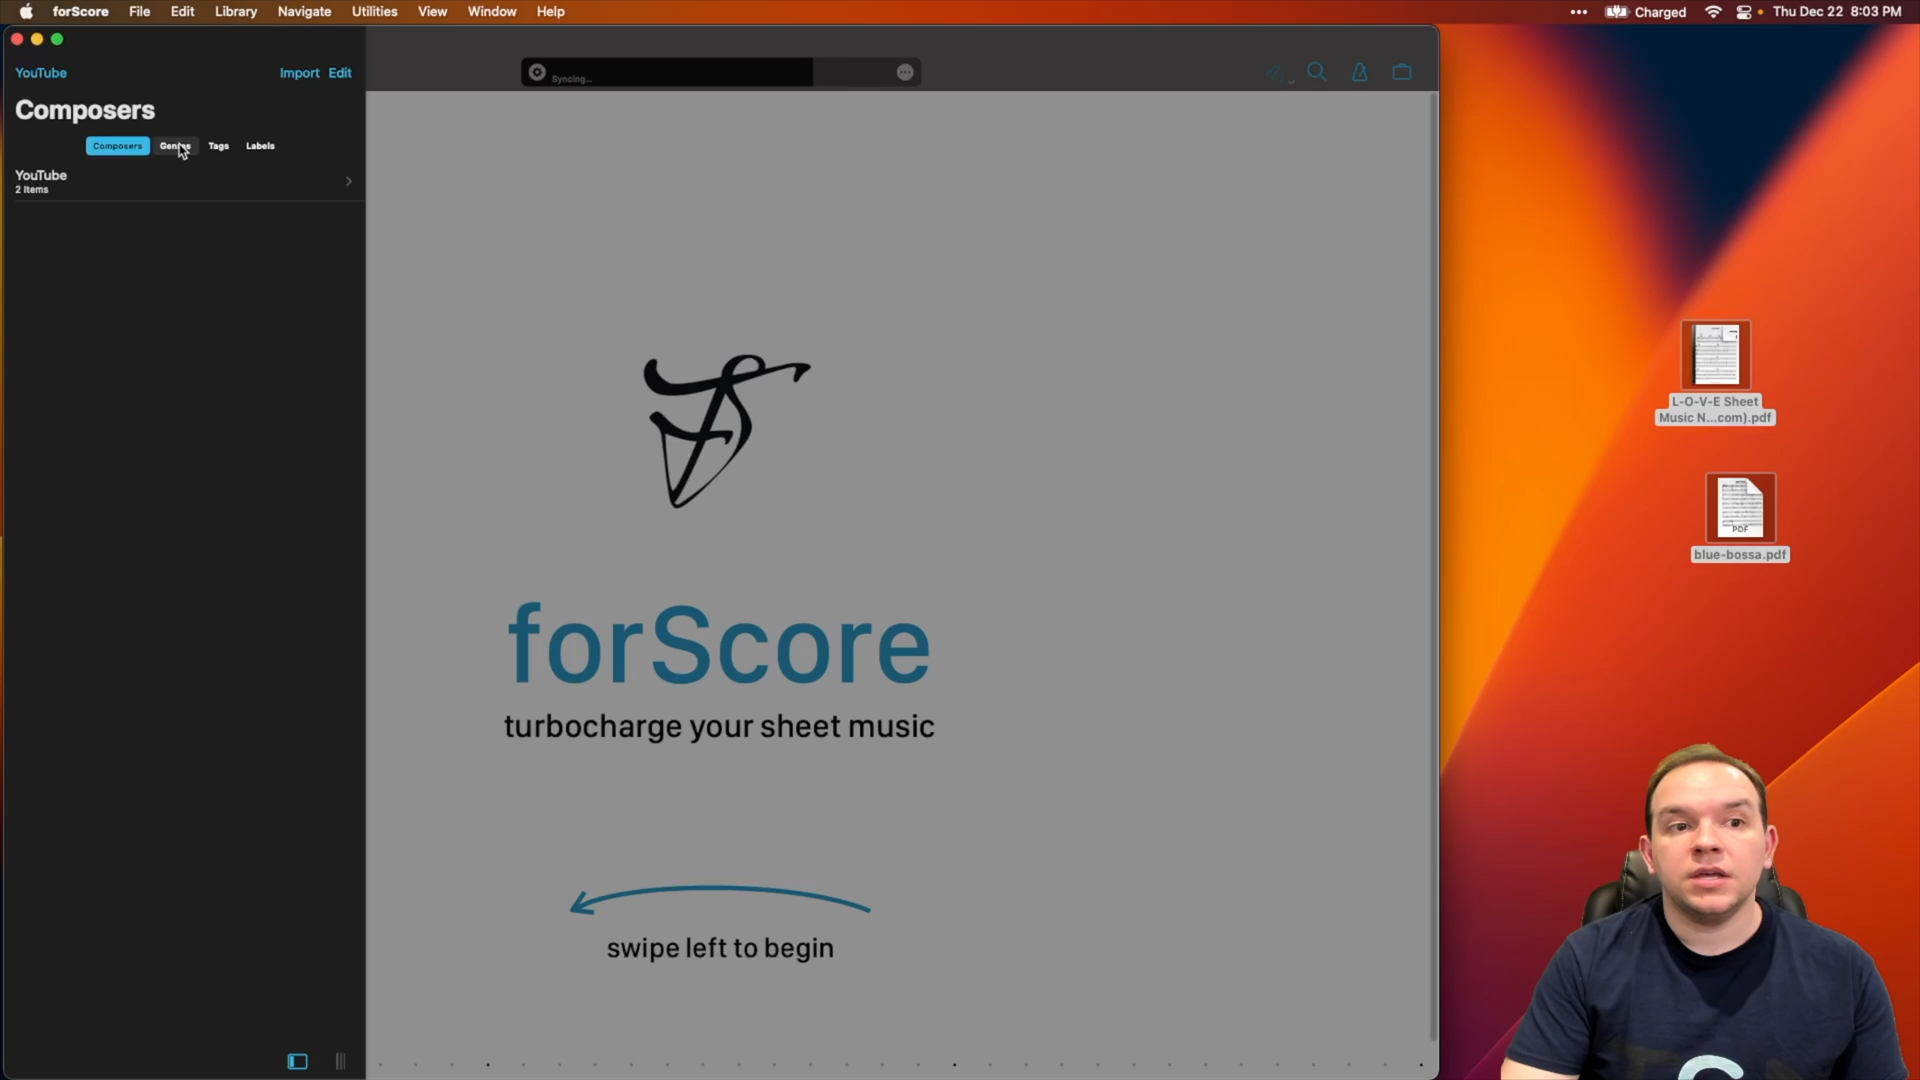 forScore File Edit Library Navigate Utilities View Window Help
Charged Thu Dec 22 8:03 PM
YouTube Import Edit
Syncing...
Composers
Composers Tags Labels
YouTube
2 Items
forScore
turbocharge your sheet music
swipe left to begin
L-O-V-E Sheet
Music N...com).pdf
PDF
blue-bossa.pdf